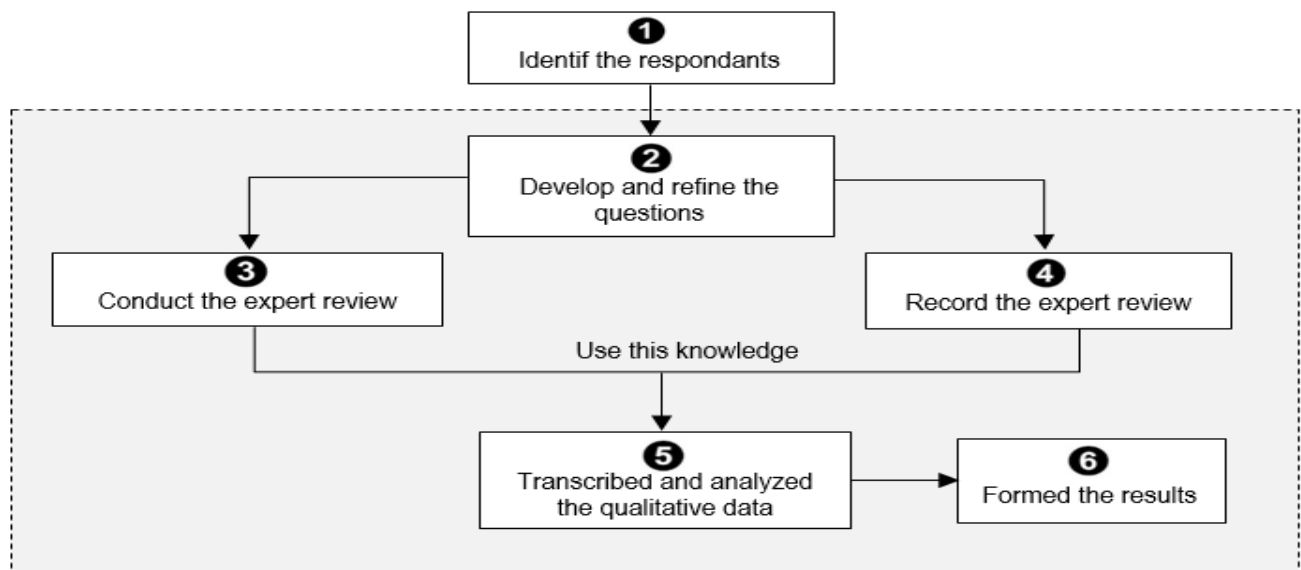 1
Identif the respondants
2
Develop and refine the
questions
3
Conduct the expert review
4
Record the expert review
Use this knowledge
5
Transcribed and analyzed
the qualitative data
6
Formed the results